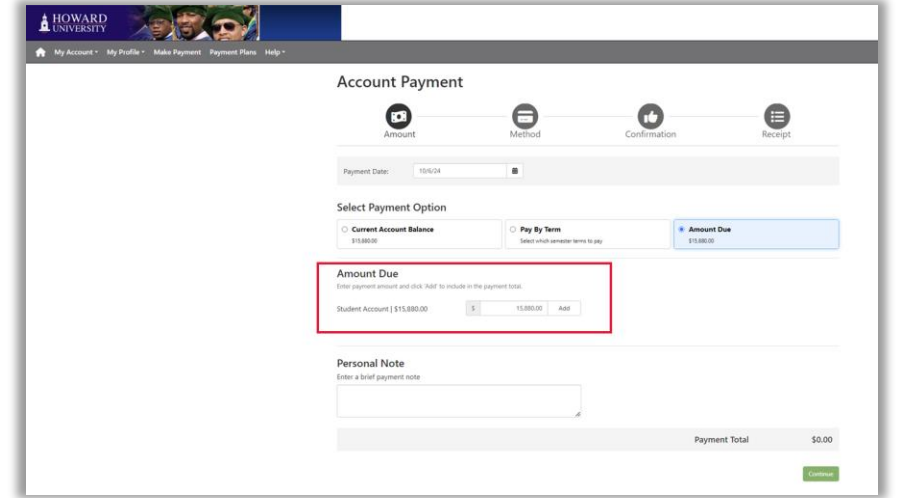 HOWARD
UNIVERSITY
My Account My Profile Make Payment Payment Plans Help
Account Payment
Amount Method Confirmation Receipt
Payment Date: 10/6/24
Select Payment Option
Current Account Balance Pay By Term Amount Due
$15,880.00 Select which semester terms to pay $15,880.00
Amount Due
Enter payment amount and click 'Add' to include in the payment total.
Student Account | $15,880.00 $ 15,880.00 Add
Personal Note
Enter a brief payment note
Payment Total $0.00
Continue